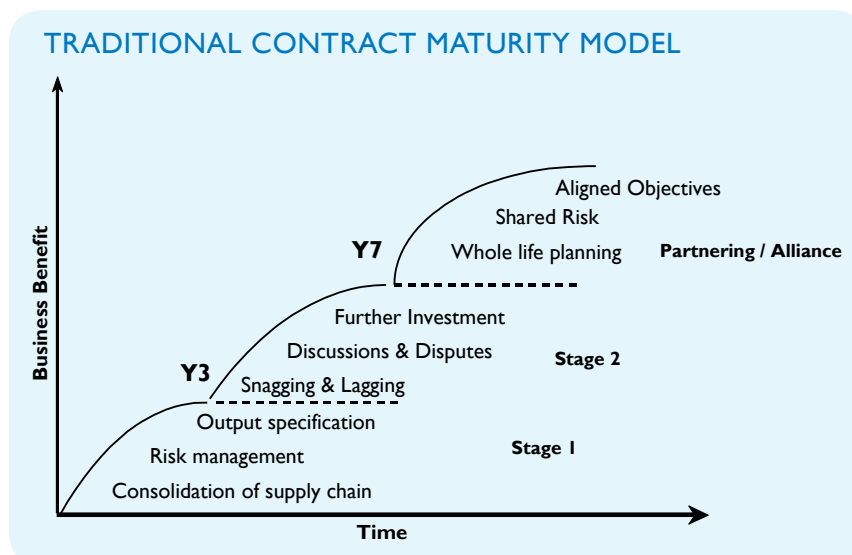 TRADITIONAL CONTRACT MATURITY MODEL
Business Benefit
Aligned Objectives
Shared Risk
Y7
Whole life planning
Partnering / Alliance
Further Investment
Discussions & Disputes
Stage 2
Y3
Snagging & Lagging
Output specification
Stage 1
Risk management
Consolidation of supply chain
Time